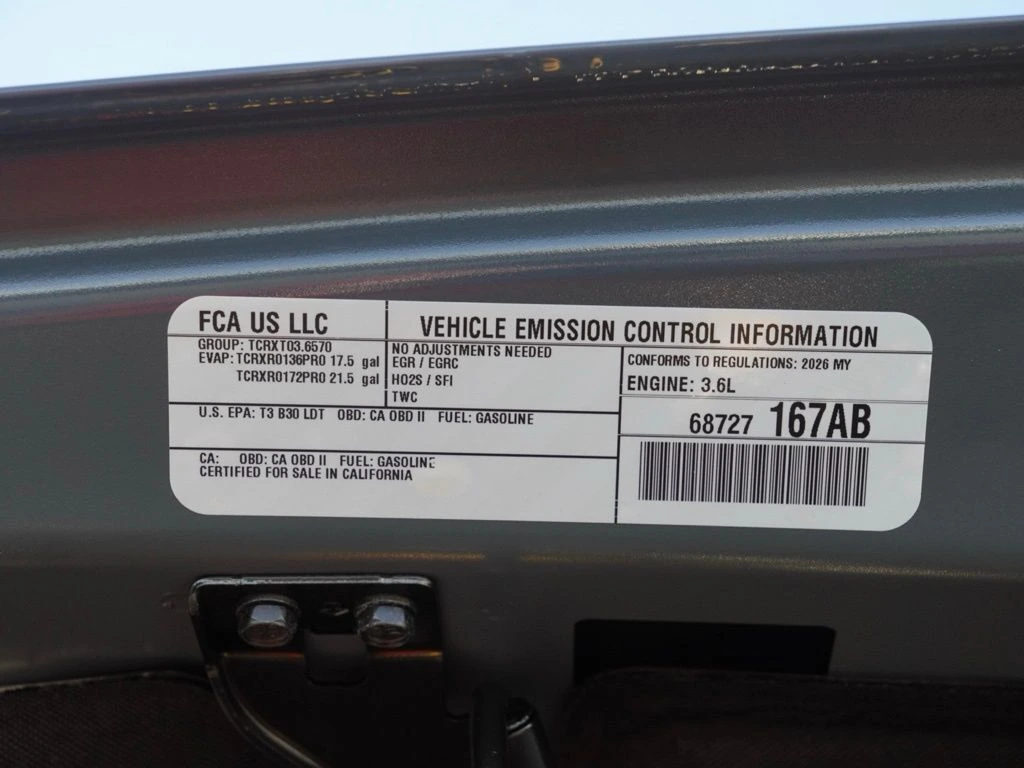 FCA US LLC
VEHICLE EMISSION CONTROL INFORMATION
GROUP: TCRXT03.6570
EVAP: TCRXR0136PR0 17.5 gal
TCRXR0172PR0 21.5 gal
NO ADJUSTMENTS NEEDED
EGR / EGRC
HO2S / SFI
TWC
CONFORMS TO REGULATIONS: 2026 MY
ENGINE: 3.6L
U.S. EPA: T3 B30 LDT OBD: CA OBD II FUEL: GASOLINE
68727 167AB
CA: OBD: CA OBD II FUEL: GASOLINE
CERTIFIED FOR SALE IN CALIFORNIA